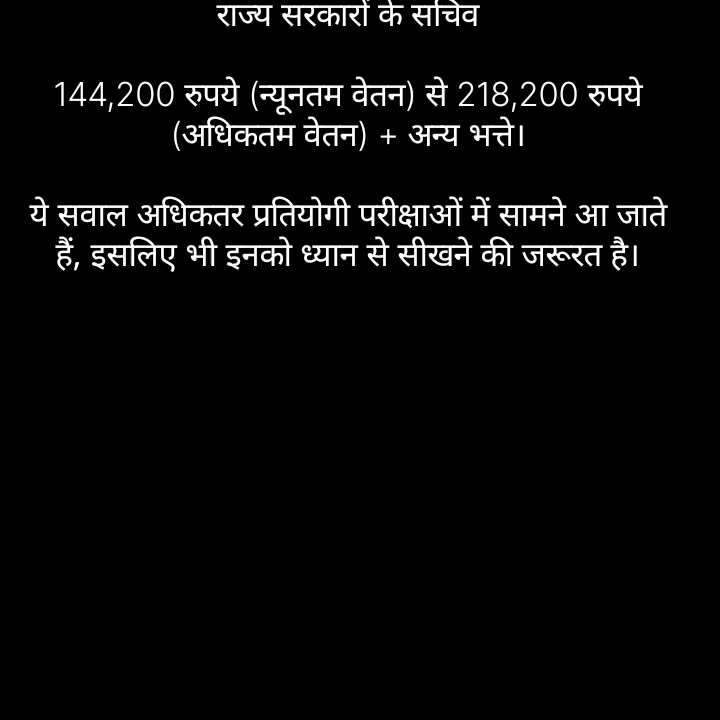 राज्य सरकारों के सचिव
144,200 रुपये (न्यूनतम वेतन) से 218,200 रुपये
(अधिकतम वेतन) + अन्य भत्ते।
ये सवाल अधिकतर प्रतियोगी परीक्षाओं में सामने आ जाते
हैं, इसलिए भी इनको ध्यान से सीखने की जरूरत है।